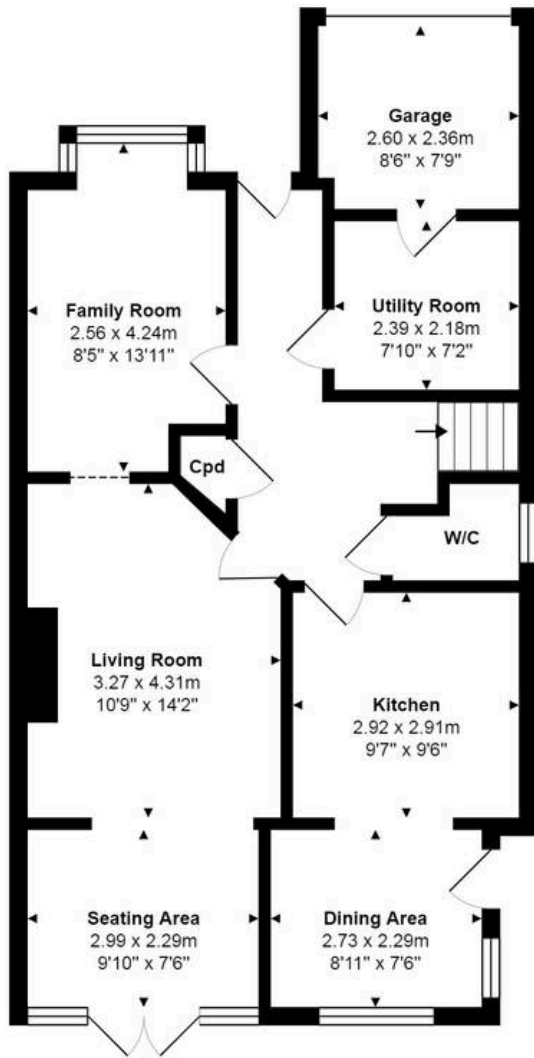 Garage
2.60 x 2.36m
8'6" x 7'9"
Family Room
2.56 x 4.24m
8'5" x 13'11"
Utility Room
2.39 x 2.18m
7'10" x 7'2"
Cpd
W/C
Living Room
3.27 x 4.31m
10'9" x 14'2"
Kitchen
2.92 x 2.91m
9'7" x 9'6"
Seating Area
2.99 x 2.29m
9'10" x 7'6"
Dining Area
2.73 x 2.29m
8'11" x 7'6"